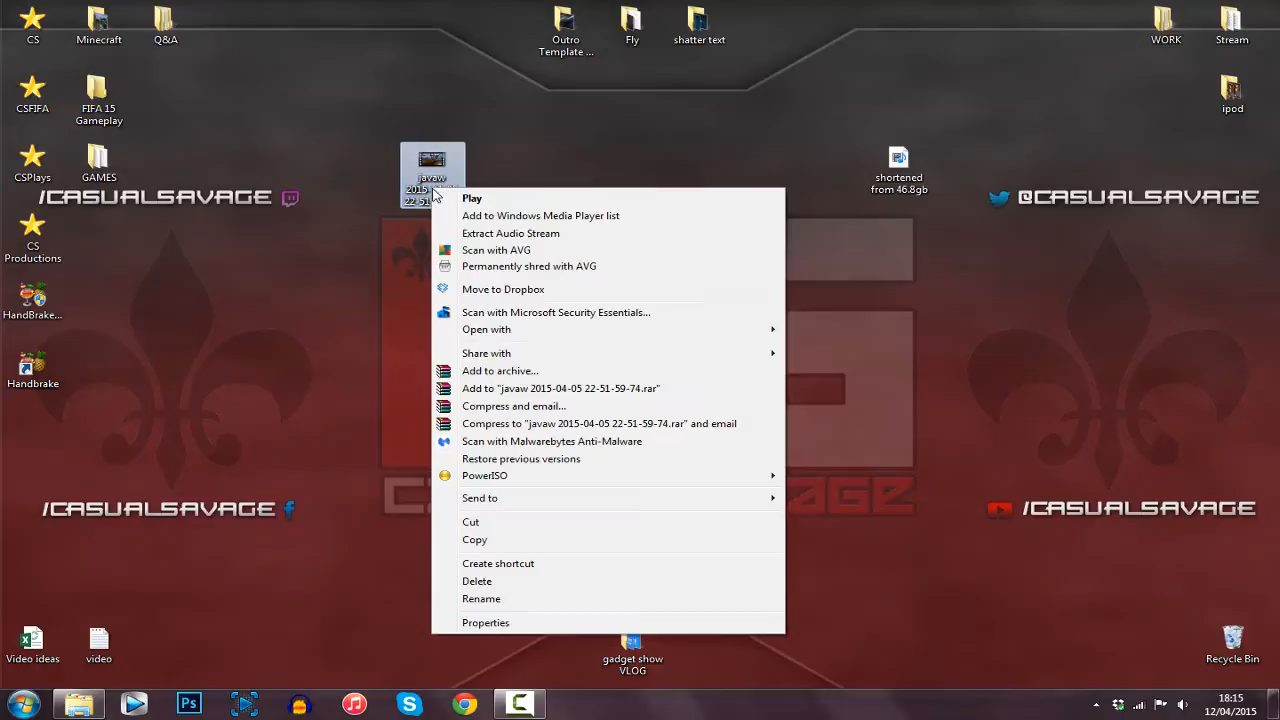 CS
Minecraft
Q&A
Outro
Template ...
Fly
shatter text
WORK
Stream
CSFIFA
FIFA 15
Gameplay
ipod
CSPlays
GAMES
javaw
shortened
from 46.8gb
/CASUALSAVAGE
@CASUALSAVAGE
CS
Productions
HandBrake...
Handbrake
Play
Add to Windows Media Player list
Extract Audio Stream
Scan with AVG
Permanently shred with AVG
Move to Dropbox
Scan with Microsoft Security Essentials...
Open with
Share with
Add to archive...
Add to "javaw 2015-04-05 22-51-59-74.rar"
Compress and email...
Compress to "javaw 2015-04-05 22-51-59-74.rar" and email
Scan with Malwarebytes Anti-Malware
Restore previous versions
PowerISO
Send to
Cut
Copy
Create shortcut
Delete
Rename
Properties
/CASUALSAVAGE
/CASUALSAVAGE
Video ideas
video
gadget show
VLOG
Recycle Bin
Ps
18:15
12/04/2015